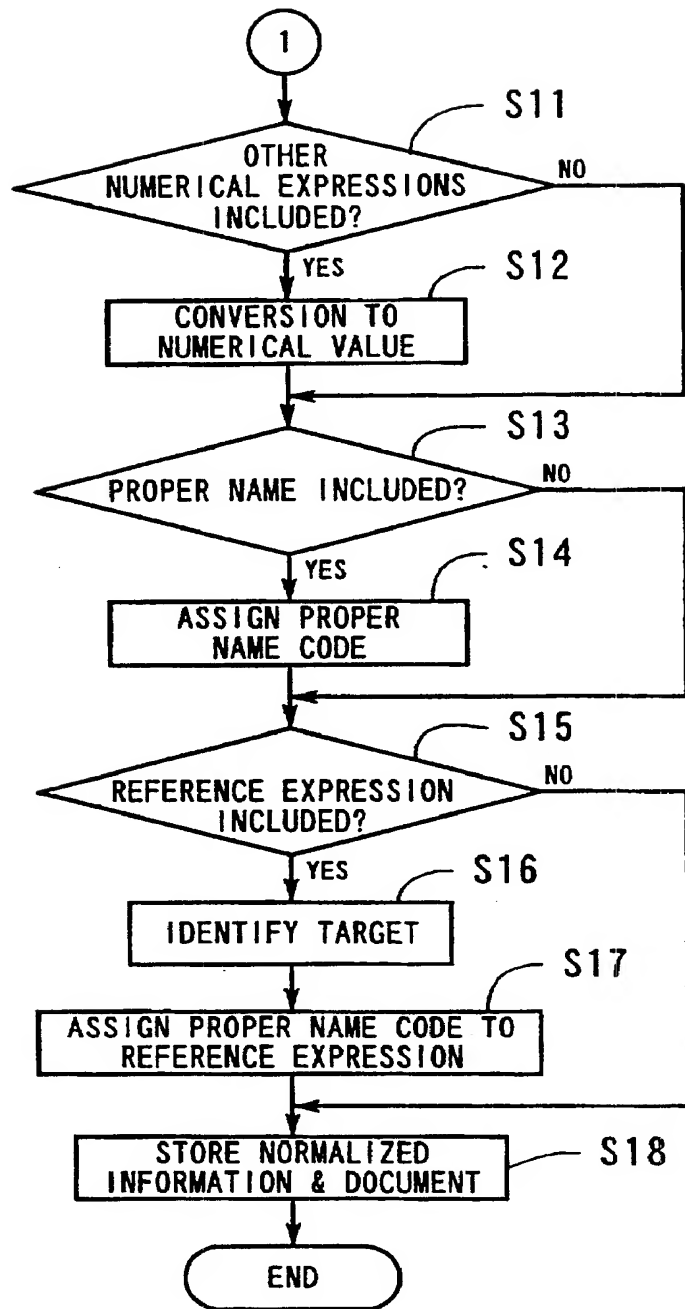 1
S11
OTHER
NUMERICAL EXPRESSIONS
INCLUDED?
NO
YES
S12
CONVERSION TO
NUMERICAL VALUE
S13
PROPER NAME INCLUDED?
NO
YES
S14
ASSIGN PROPER
NAME CODE
S15
REFERENCE EXPRESSION
INCLUDED?
NO
YES
S16
IDENTIFY TARGET
S17
ASSIGN PROPER NAME CODE TO
REFERENCE EXPRESSION
STORE NORMALIZED
INFORMATION & DOCUMENT
S18
END